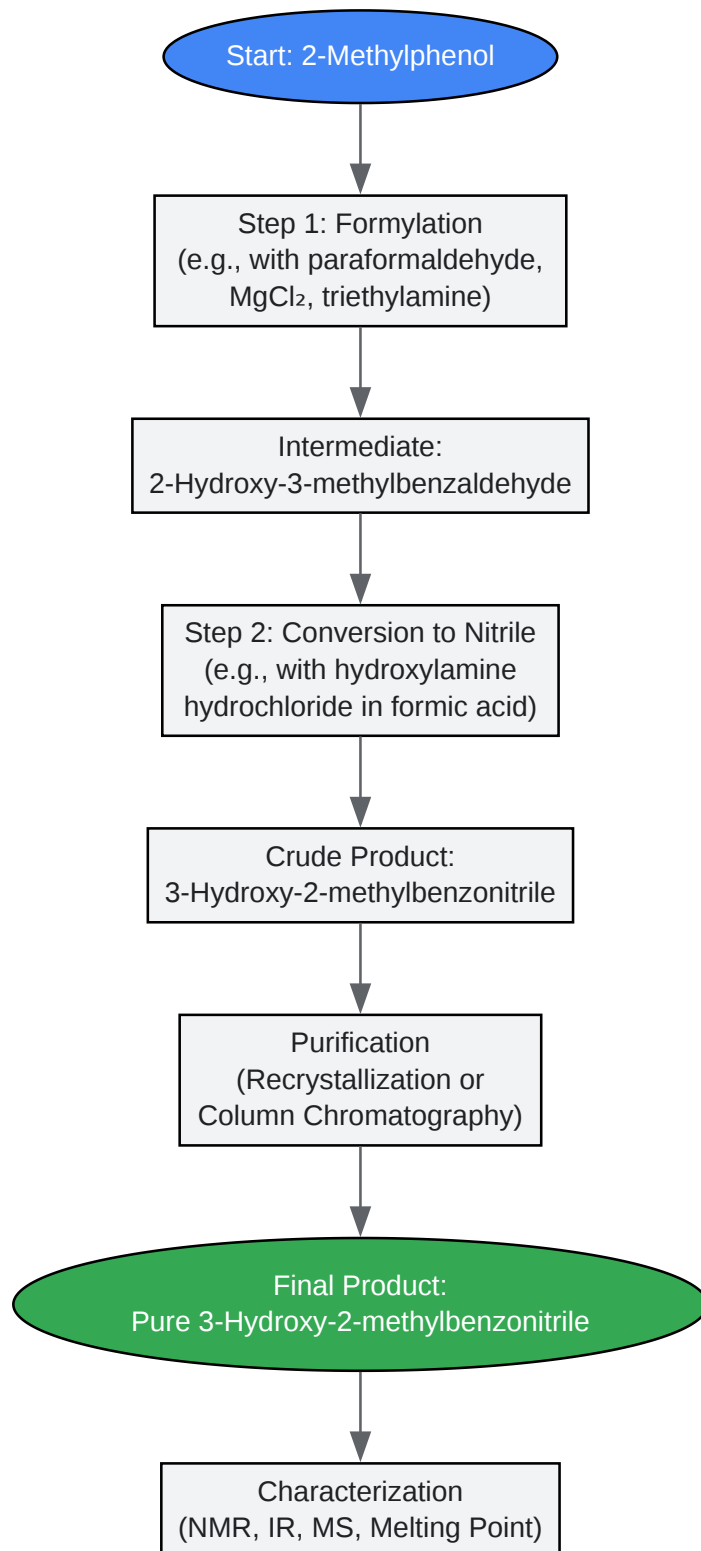 Start: 2-Methylphenol
Step 1: Formylation
(e.g., with paraformaldehyde,
MgCl₂, triethylamine)
Intermediate:
2-Hydroxy-3-methylbenzaldehyde
Step 2: Conversion to Nitrile
(e.g., with hydroxylamine
hydrochloride in formic acid)
Crude Product:
3-Hydroxy-2-methylbenzonitrile
Purification
(Recrystallization or
Column Chromatography)
Final Product:
Pure 3-Hydroxy-2-methylbenzonitrile
Characterization
(NMR, IR, MS, Melting Point)